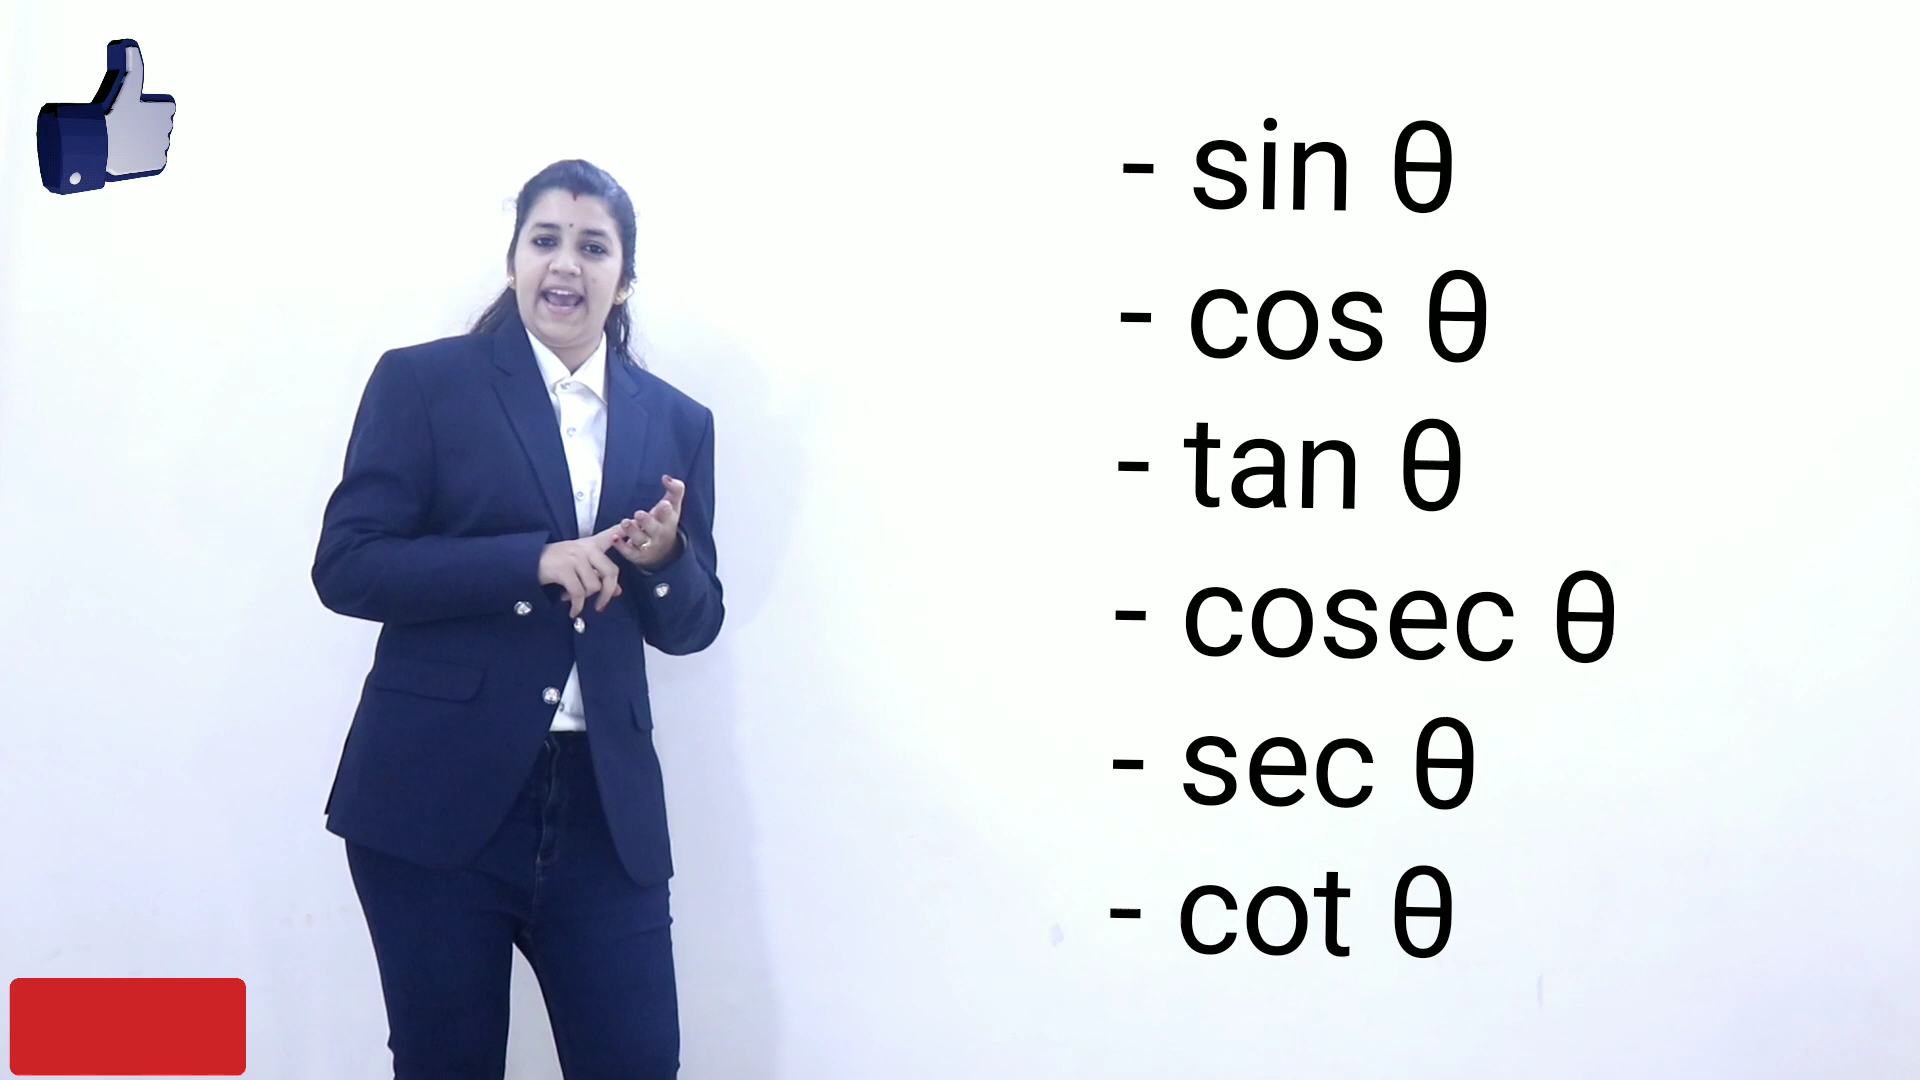 - sin θ
- cos θ
- tan θ
- cosec θ
- sec θ
- cot θ